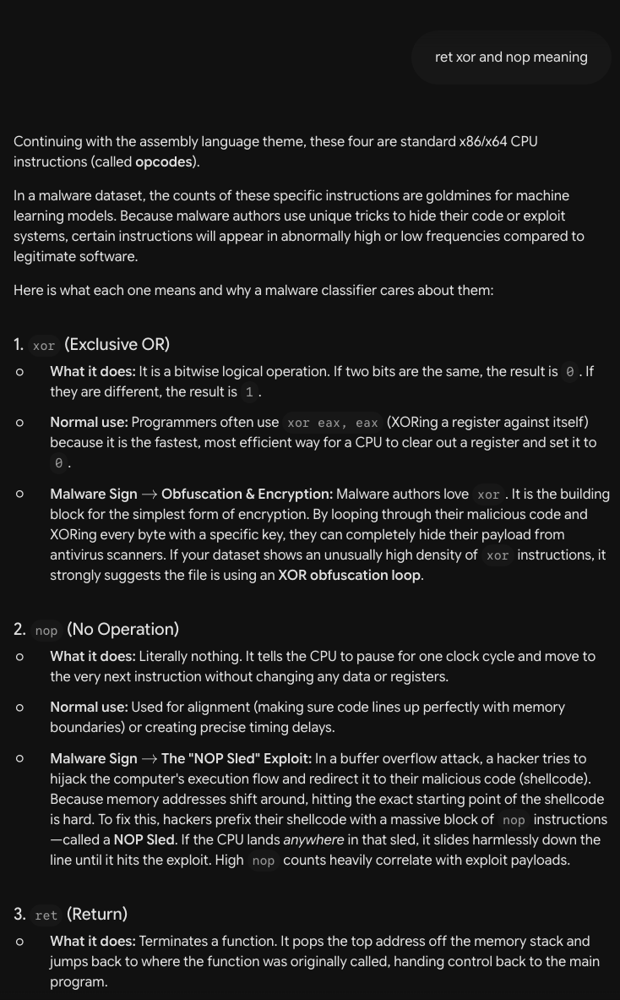 ret xor and nop meaning
Continuing with the assembly language theme, these four are standard x86/x64 CPU
instructions (called opcodes).
In a malware dataset, the counts of these specific instructions are goldmines for machine
learning models. Because malware authors use unique tricks to hide their code or exploit
systems, certain instructions will appear in abnormally high or low frequencies compared to
legitimate software.
Here is what each one means and why a malware classifier cares about them:
1. xor (Exclusive OR)
What it does: It is a bitwise logical operation. If two bits are the same, the result is 0 . If
they are different, the result is 1 .
Normal use: Programmers often use xor eax, eax (XORing a register against itself)
because it is the fastest, most efficient way for a CPU to clear out a register and set it to
0 .
Malware Sign → Obfuscation & Encryption: Malware authors love xor . It is the building
block for the simplest form of encryption. By looping through their malicious code and
XORing every byte with a specific key, they can completely hide their payload from
antivirus scanners. If your dataset shows an unusually high density of xor instructions, it
strongly suggests the file is using an XOR obfuscation loop.
2. nop (No Operation)
What it does: Literally nothing. It tells the CPU to pause for one clock cycle and move to
the very next instruction without changing any data or registers.
Normal use: Used for alignment (making sure code lines up perfectly with memory
boundaries) or creating precise timing delays.
Malware Sign → The "NOP Sled" Exploit: In a buffer overflow attack, a hacker tries to
hijack the computer's execution flow and redirect it to their malicious code (shellcode).
Because memory addresses shift around, hitting the exact starting point of the shellcode
is hard. To fix this, hackers prefix their shellcode with a massive block of nop instructions
—called a NOP Sled. If the CPU lands anywhere in that sled, it slides harmlessly down the
line until it hits the exploit. High nop counts heavily correlate with exploit payloads.
3. ret (Return)
What it does: Terminates a function. It pops the top address off the memory stack and
jumps back to where the function was originally called, handing control back to the main
program.